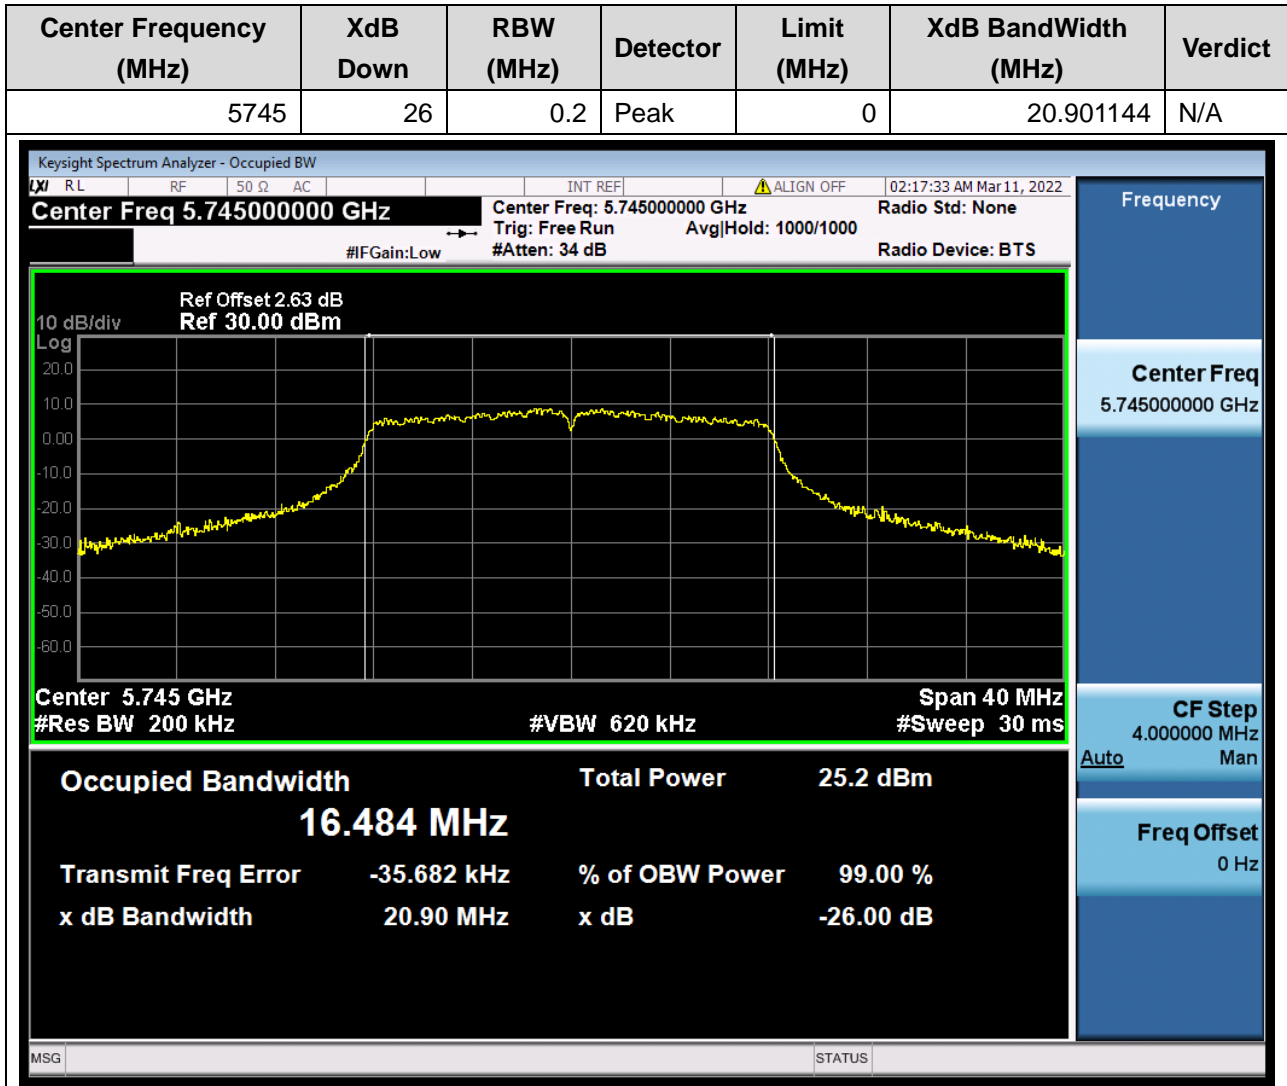 Center Frequency (MHz) XdB Down RBW (MHz) Detector Limit (MHz) XdB BandWidth (MHz) Verdict
5745 26 0.2 Peak 0 20.901144 N/A
Keysight Spectrum Analyzer - Occupied BW
LXI RL RF 50 Ω AC INT REF ALIGN OFF 02:17:33 AM Mar 11, 2022
Center Freq 5.745000000 GHz
Center Freq: 5.745000000 GHz
Radio Std: None
Trig: Free Run Avg|Hold: 1000/1000
#IFGain:Low #Atten: 34 dB Radio Device: BTS
Ref Offset 2.63 dB
10 dB/div Ref 30.00 dBm
Log
20.0
10.0
0.00
-10.0
-20.0
-30.0
-40.0
-50.0
-60.0
Center 5.745 GHz Span 40 MHz
#Res BW 200 kHz #VBW 620 kHz #Sweep 30 ms
Occupied Bandwidth Total Power 25.2 dBm
16.484 MHz
Transmit Freq Error -35.682 kHz % of OBW Power 99.00 %
x dB Bandwidth 20.90 MHz x dB -26.00 dB
Frequency
Center Freq
5.745000000 GHz
CF Step
4.000000 MHz
Auto Man
Freq Offset
0 Hz
MSG STATUS